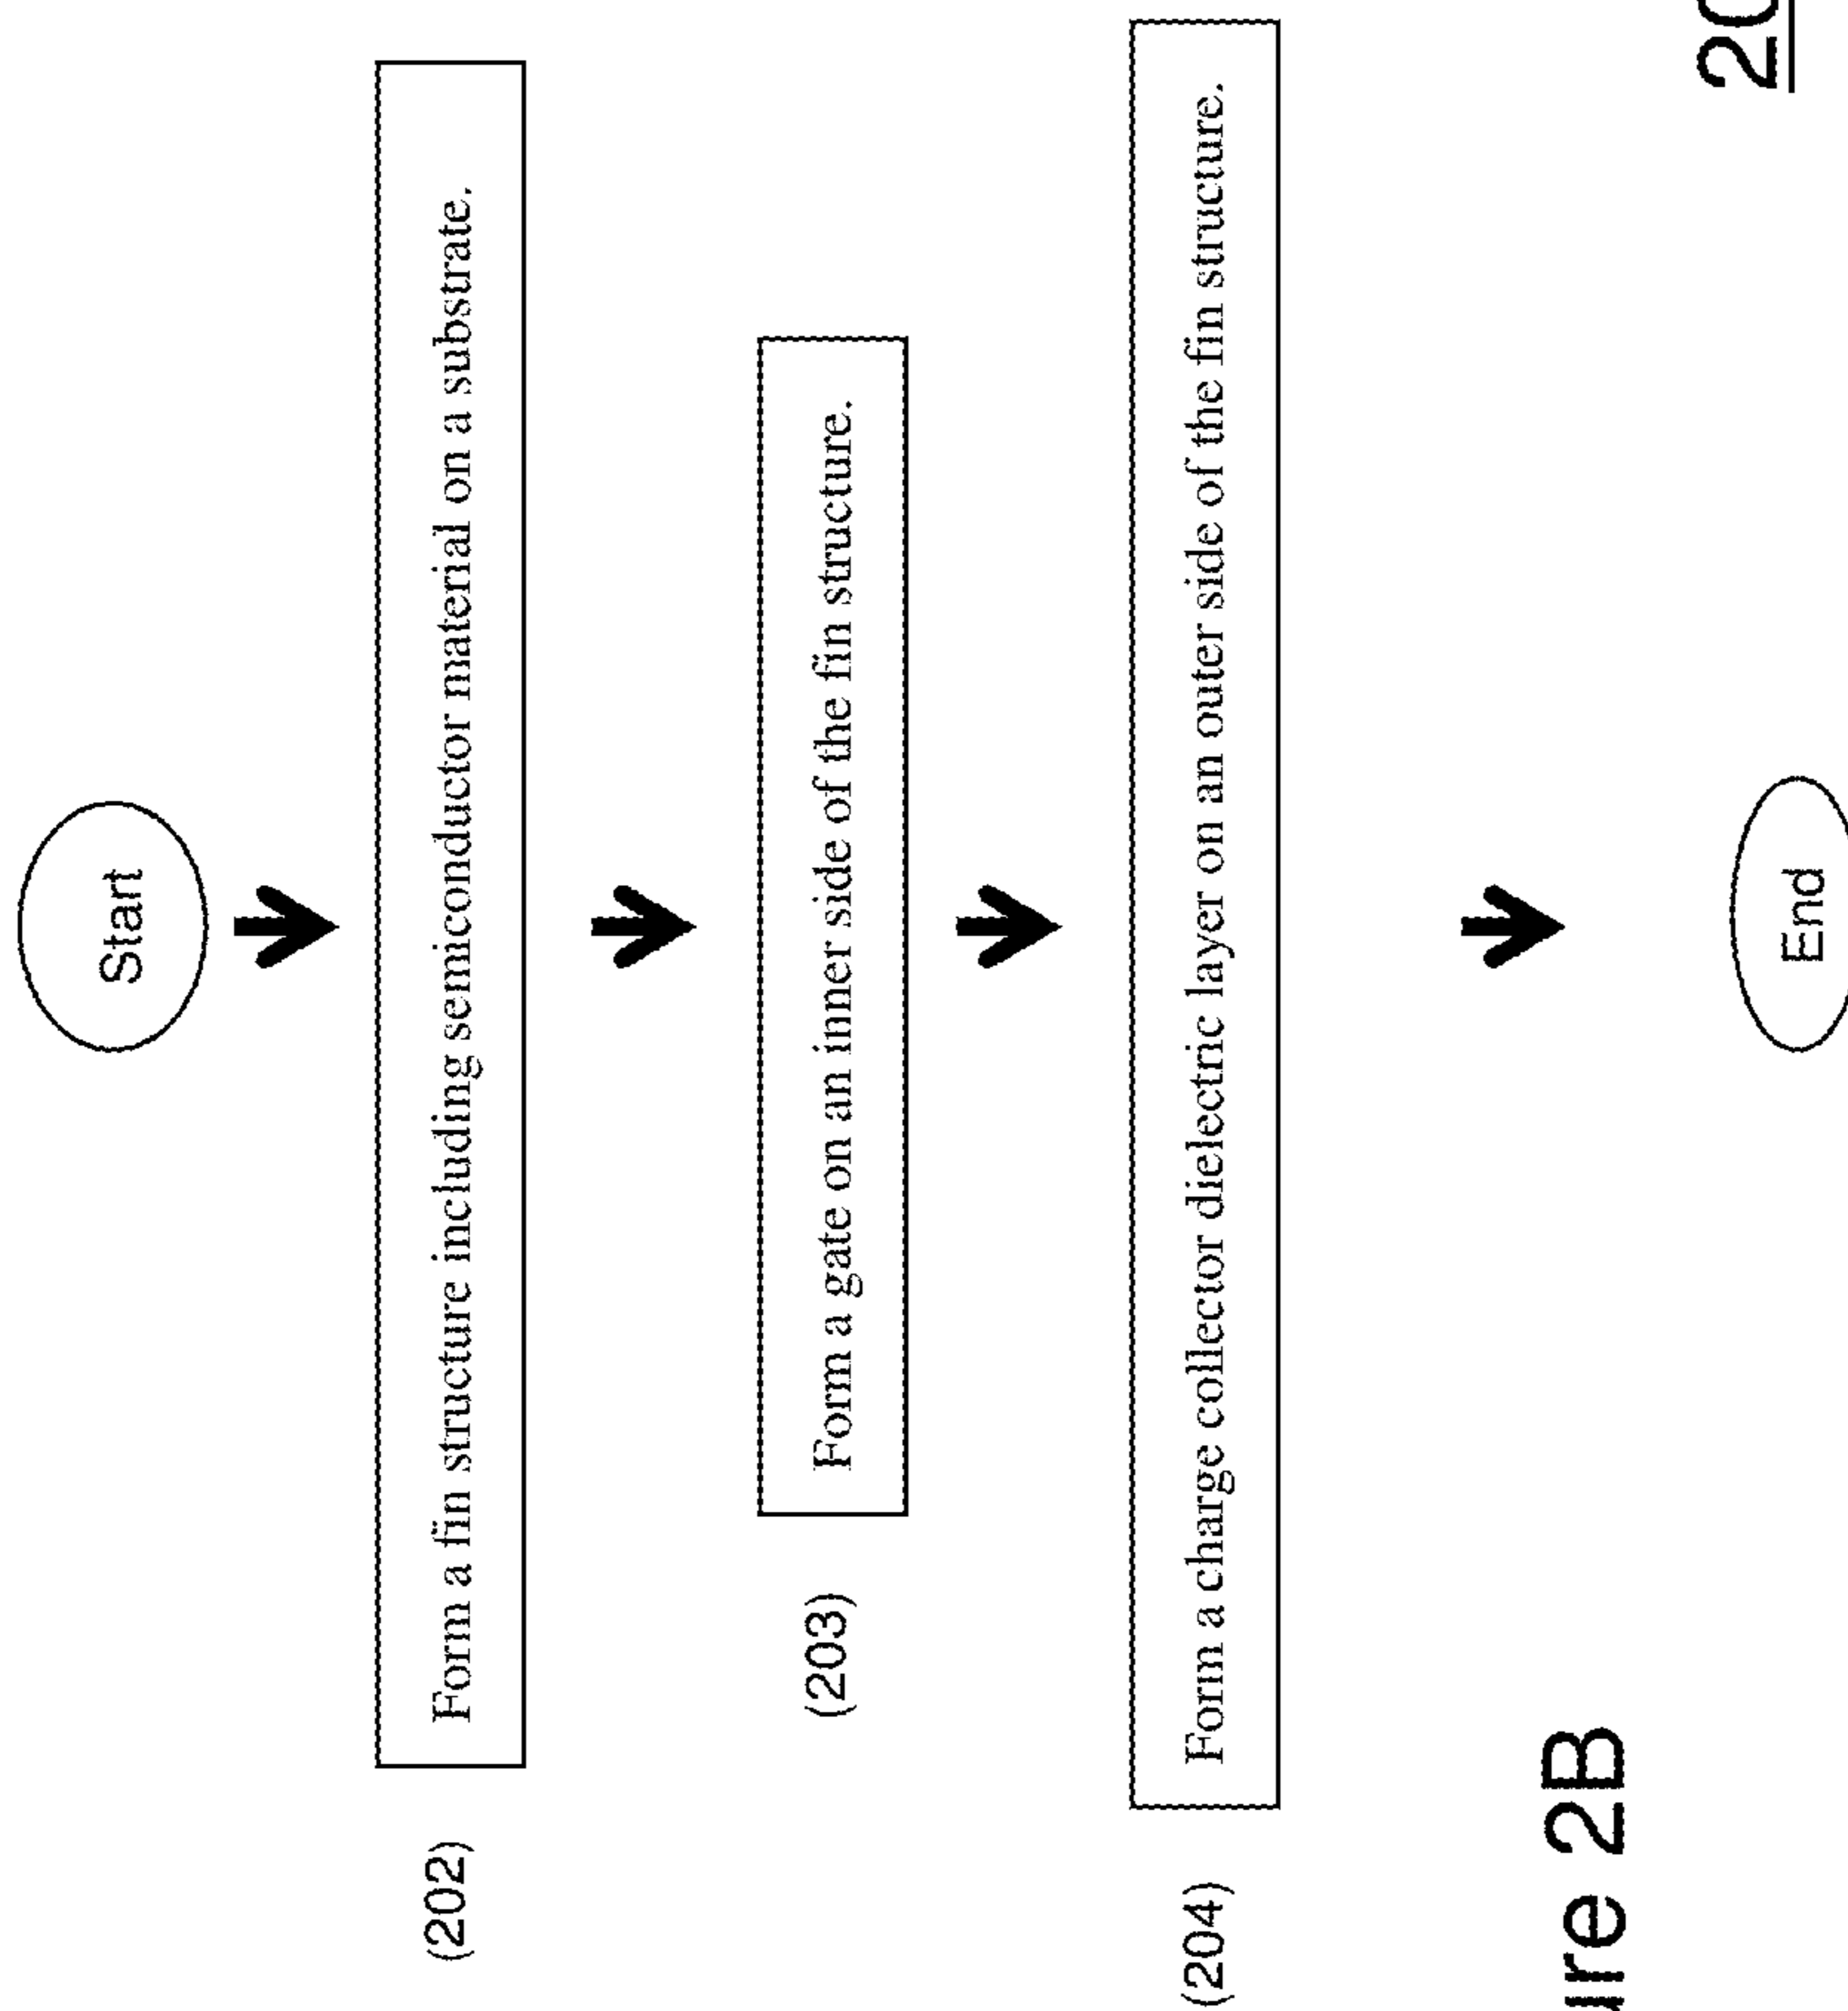 Start
(202) Form a fin structure including semiconductor material on a substrate.
(203) Form a gate on an inner side of the fin structure.
(204) Form a charge collector dielectric layer on an outer side of the fin structure.
2B
End